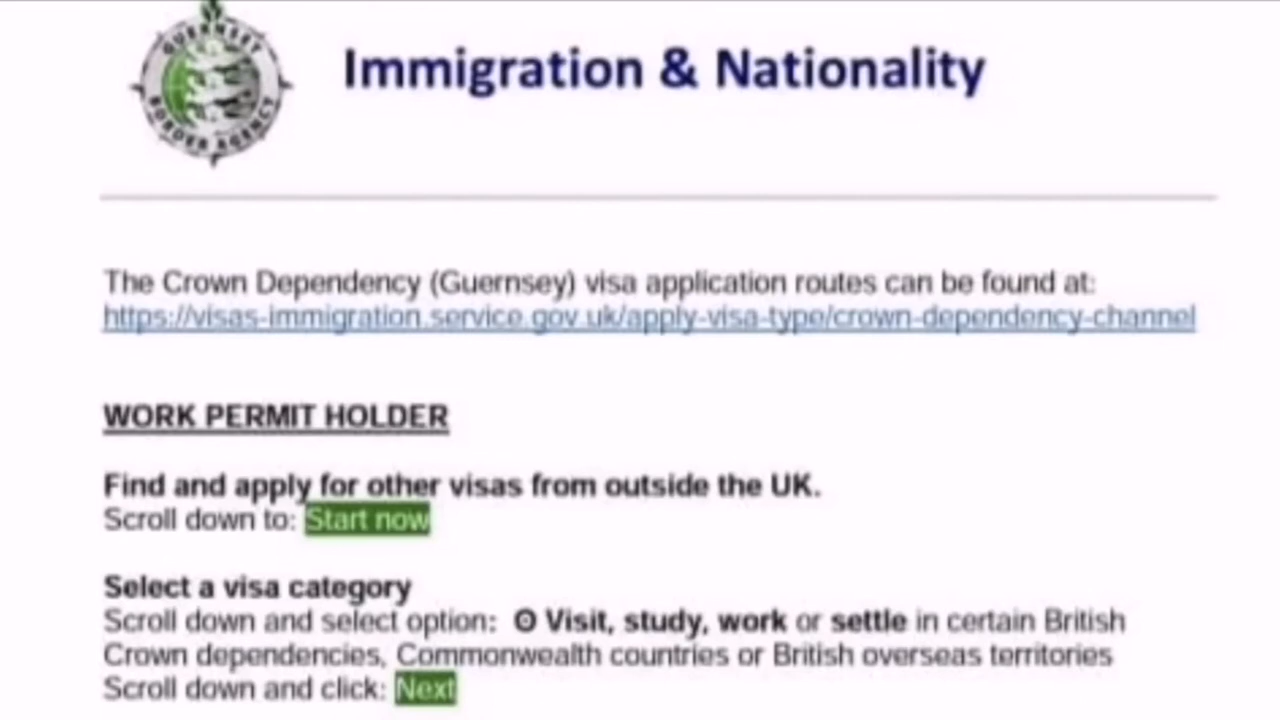 GUERNSEY
BORDER AGENCY
Immigration & Nationality
The Crown Dependency (Guernsey) visa application routes can be found at:
https://visas-immigration.service.gov.uk/apply-visa-type/crown-dependency-channel
WORK PERMIT HOLDER
Find and apply for other visas from outside the UK.
Scroll down to: Start now
Select a visa category
Scroll down and select option: ʘ Visit, study, work or settle in certain British
Crown dependencies, Commonwealth countries or British overseas territories
Scroll down and click: Next